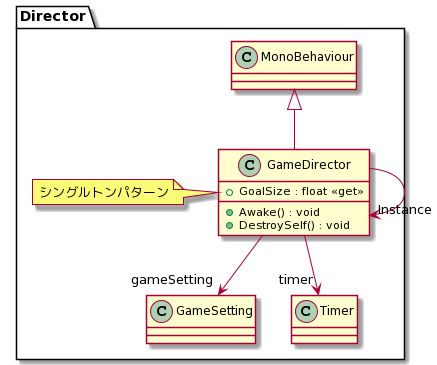 Director
C MonoBehaviour
C GameDirector
GoalSize : float «get»
Awake() : void
DestroySelf() : void
シングルトンパターン
Instance
gameSetting
timer
C GameSetting
C Timer